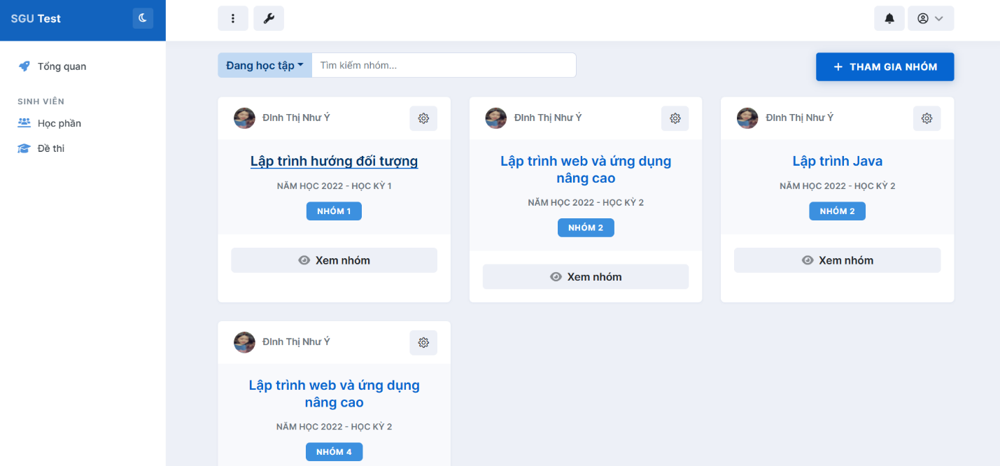 SGU Test
Tổng quan
SINH VIÊN
Học phần
Đề thi
Đang học tập
Tìm kiếm nhóm...
THAM GIA NHÓM
ĐInh Thị Như Ý
Lập trình hướng đối tượng
NĂM HỌC 2022 - HỌC KỲ 1
NHÓM 1
Xem nhóm
ĐInh Thị Như Ý
Lập trình web và ứng dụng
nâng cao
NĂM HỌC 2022 - HỌC KỲ 2
NHÓM 2
Xem nhóm
ĐInh Thị Như Ý
Lập trình Java
NĂM HỌC 2022 - HỌC KỲ 2
NHÓM 2
Xem nhóm
ĐInh Thị Như Ý
Lập trình web và ứng dụng
nâng cao
NĂM HỌC 2022 - HỌC KỲ 2
NHÓM 4